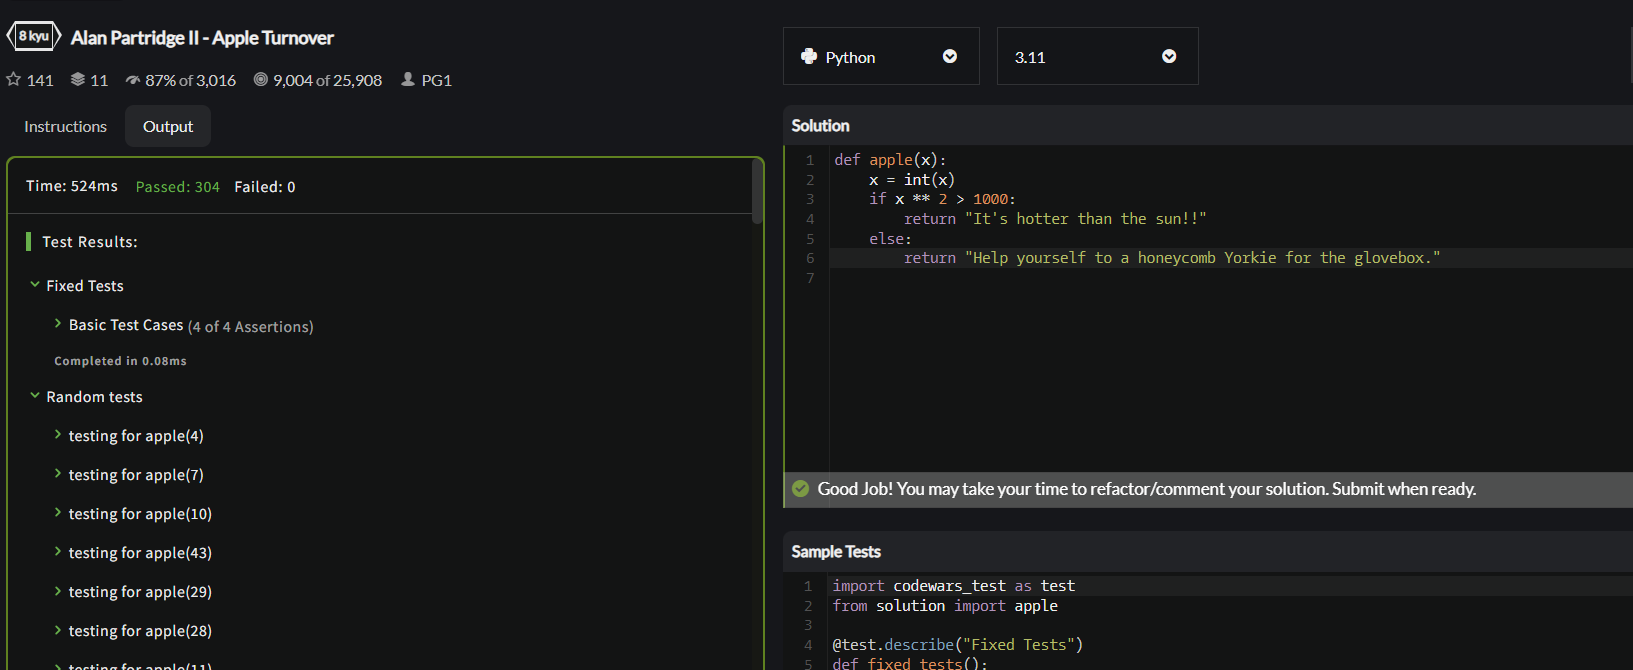 8 kyu Alan Partridge II - Apple Turnover
141 11 87% of 3,016 9,004 of 25,908 PG1
Instructions Output
Time: 524ms Passed: 304 Failed: 0
Test Results:
Fixed Tests
Basic Test Cases (4 of 4 Assertions)
Completed in 0.08ms
Random tests
testing for apple(4)
testing for apple(7)
testing for apple(10)
testing for apple(43)
testing for apple(29)
testing for apple(28)
testing for apple(11)
Python 3.11
Solution
1 def apple(x):
2 x = int(x)
3 if x ** 2 > 1000:
4 return "It's hotter than the sun!!"
5 else:
6 return "Help yourself to a honeycomb Yorkie for the glovebox."
7
Good Job! You may take your time to refactor/comment your solution. Submit when ready.
Sample Tests
1 import codewars_test as test
2 from solution import apple
3
4 @test.describe("Fixed Tests")
5 def fixed_tests():